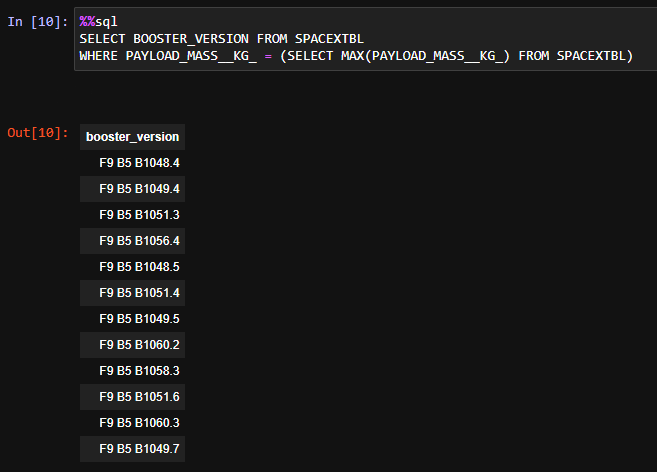 In [10]: %%sql
SELECT BOOSTER_VERSION FROM SPACEXTBL
WHERE PAYLOAD_MASS__KG_ = (SELECT MAX(PAYLOAD_MASS__KG_) FROM SPACEXTBL)
Out[10]: booster_version
F9 B5 B1048.4
F9 B5 B1049.4
F9 B5 B1051.3
F9 B5 B1056.4
F9 B5 B1048.5
F9 B5 B1051.4
F9 B5 B1049.5
F9 B5 B1060.2
F9 B5 B1058.3
F9 B5 B1051.6
F9 B5 B1060.3
F9 B5 B1049.7